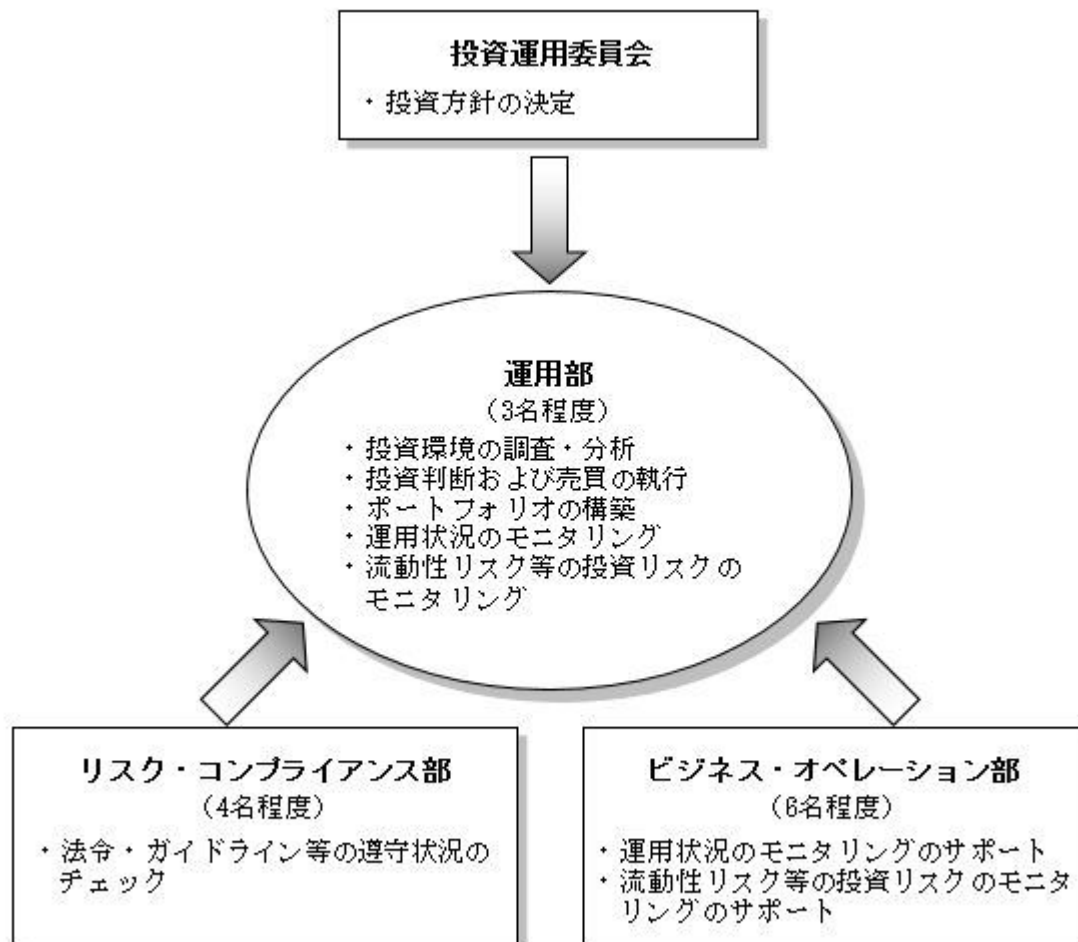 投資運用委員会
・投資方針の決定
運用部
（3名程度）
・投資環境の調査・分析
・投資判断および売買の執行
・ポートフォリオの構築
・運用状況のモニタリング
・流動性リスク等の投資リスクの
モニタリング
リスク・コンプライアンス部
（4名程度）
・法令・ガイドライン等の遵守状況の
チェック
ビジネス・オペレーション部
（6名程度）
・運用状況のモニタリングのサポート
・流動性リスク等の投資リスクのモニタ
リングのサポート